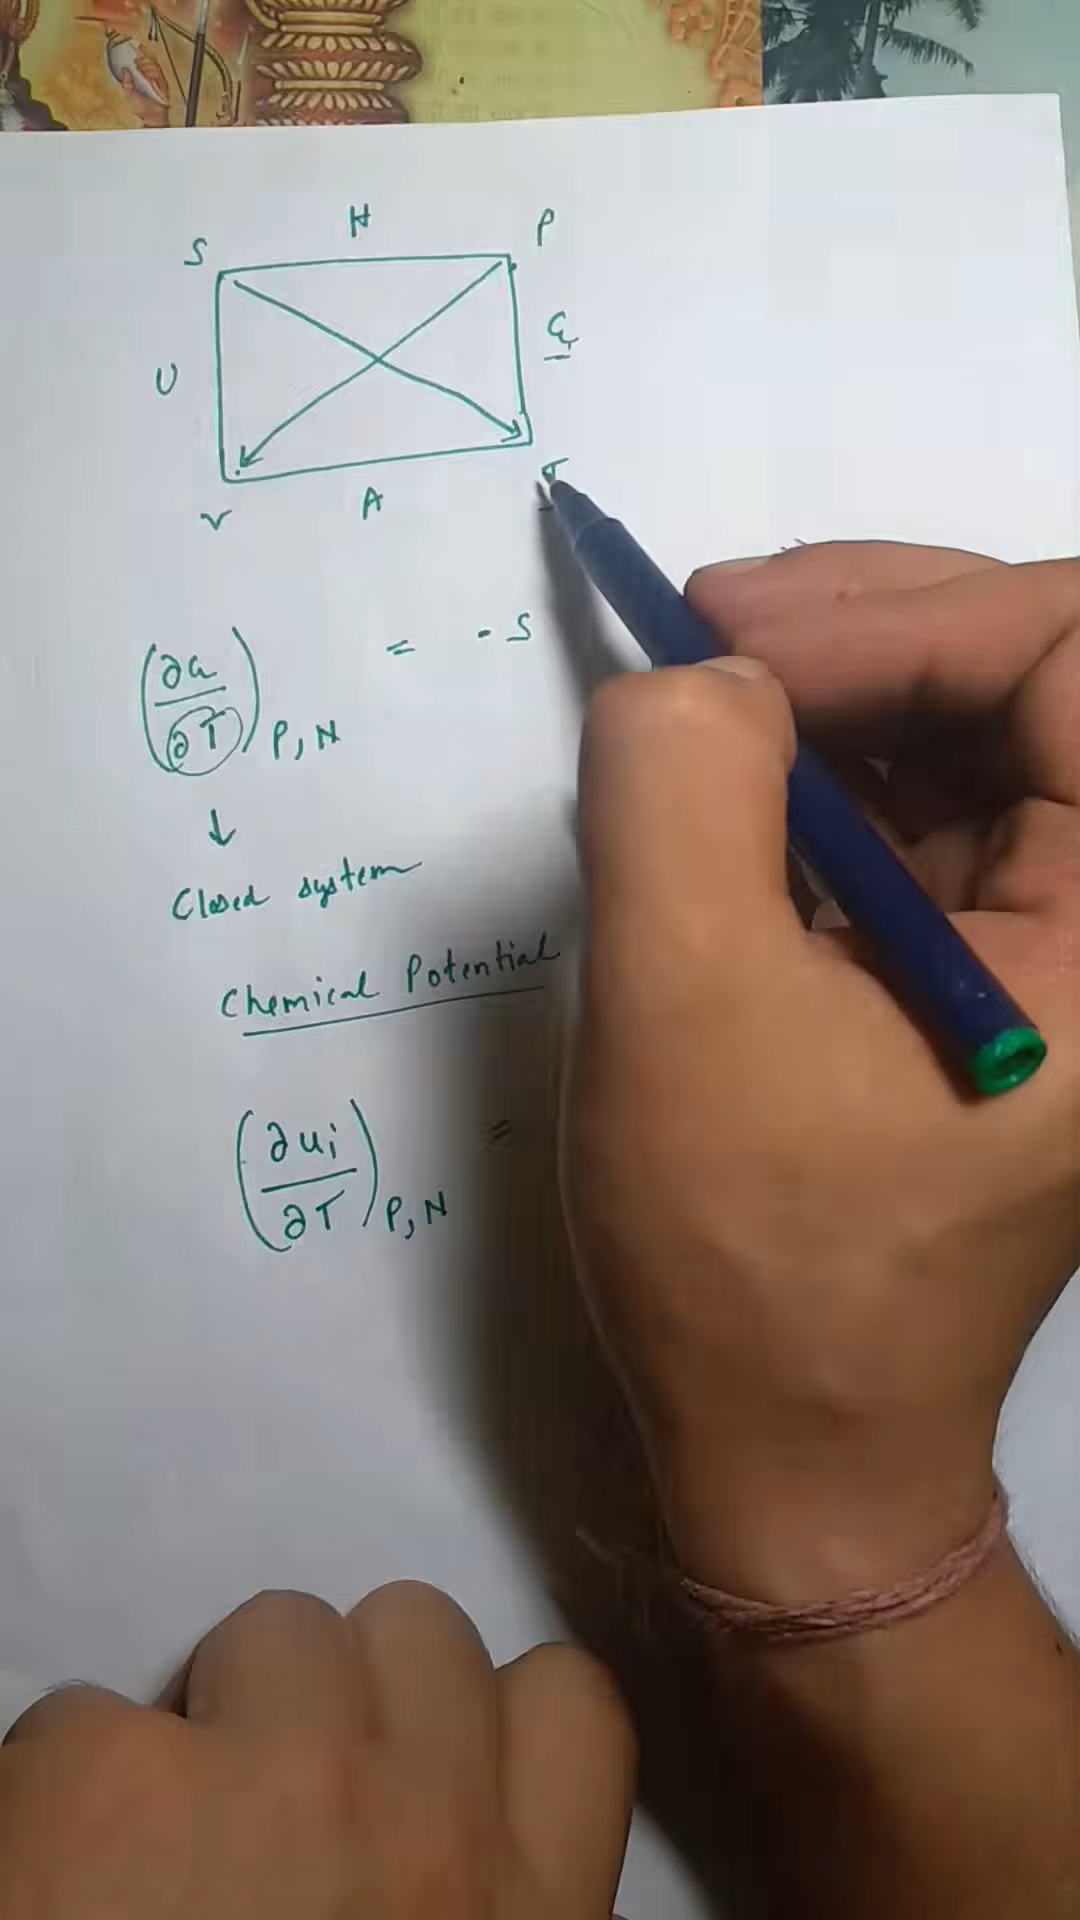 H
S P
G
U
T
V A
(∂G/∂T)P,N = - S
↓
Closed system
Chemical Potential
(∂μi/∂T)P,N =